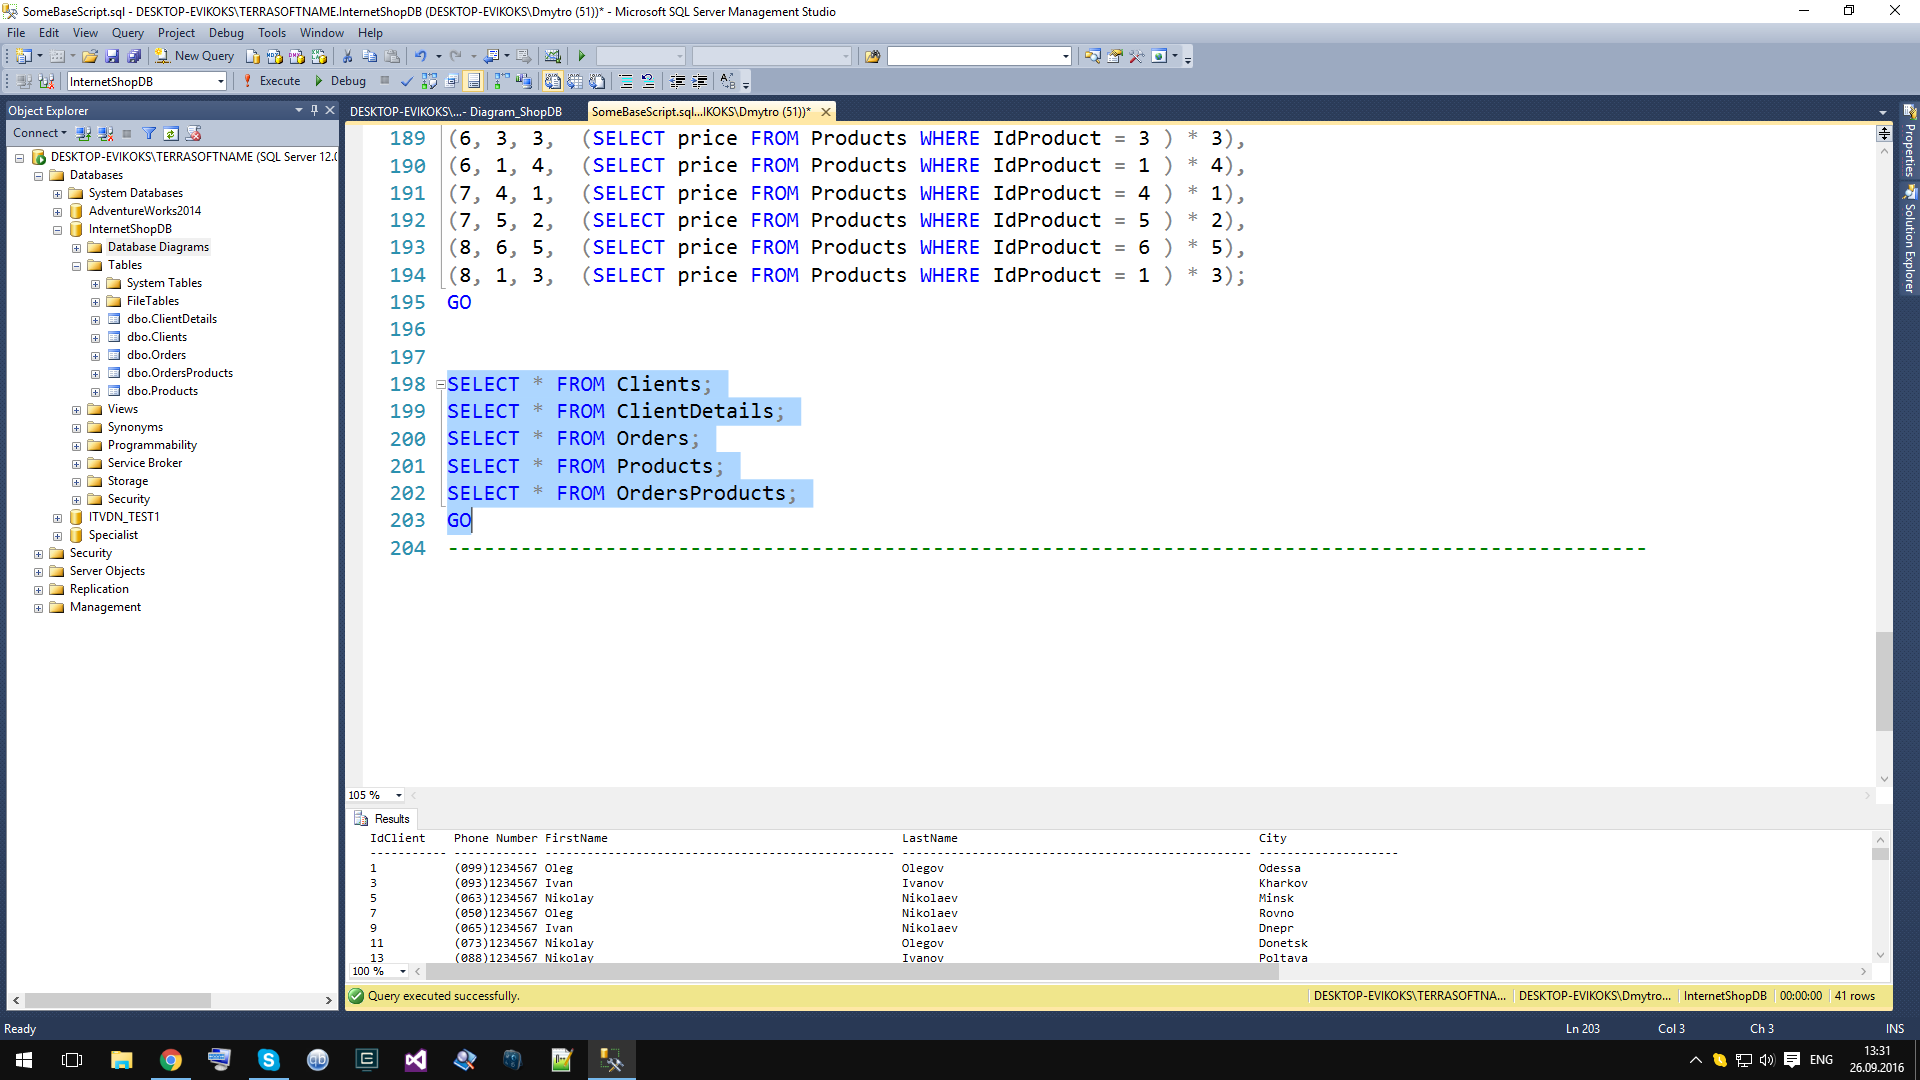 SomeBaseScript.sql - DESKTOP-EVIKOKS\TERRASOFTNAME.InternetShopDB (DESKTOP-EVIKOKS\Dmytro (51))* - Microsoft SQL Server Management Studio
File Edit View Query Project Debug Tools Window Help
New Query
InternetShopDB Execute Debug
Object Explorer
Connect
DESKTOP-EVIKOKS\TERRASOFTNAME (SQL Server 12.0
Databases
System Databases
AdventureWorks2014
InternetShopDB
Database Diagrams
Tables
System Tables
FileTables
dbo.ClientDetails
dbo.Clients
dbo.Orders
dbo.OrdersProducts
dbo.Products
Views
Synonyms
Programmability
Service Broker
Storage
Security
ITVDN_TEST1
Specialist
Security
Server Objects
Replication
Management
DESKTOP-EVIKOKS\...- Diagram_ShopDB SomeBaseScript.sql...IKOKS\Dmytro (51))*
189 (6, 3, 3, (SELECT price FROM Products WHERE IdProduct = 3 ) * 3),
190 (6, 1, 4, (SELECT price FROM Products WHERE IdProduct = 1 ) * 4),
191 (7, 4, 1, (SELECT price FROM Products WHERE IdProduct = 4 ) * 1),
192 (7, 5, 2, (SELECT price FROM Products WHERE IdProduct = 5 ) * 2),
193 (8, 6, 5, (SELECT price FROM Products WHERE IdProduct = 6 ) * 5),
194 (8, 1, 3, (SELECT price FROM Products WHERE IdProduct = 1 ) * 3);
195 GO
196
197
198 SELECT * FROM Clients;
199 SELECT * FROM ClientDetails;
200 SELECT * FROM Orders;
201 SELECT * FROM Products;
202 SELECT * FROM OrdersProducts;
203 GO
204 ---------------------------------------------------------------------------------------------------
105 %
Results
IdClient Phone Number FirstName LastName City
----------- ------------ -------------------------------------------------- -------------------------------------------------- --------------------
1 (099)1234567 Oleg Olegov Odessa
3 (093)1234567 Ivan Ivanov Kharkov
5 (063)1234567 Nikolay Nikolaev Minsk
7 (050)1234567 Oleg Nikolaev Rovno
9 (065)1234567 Ivan Nikolaev Dnepr
11 (073)1234567 Nikolay Olegov Donetsk
13 (088)1234567 Nikolay Ivanov Poltava
100 %
Query executed successfully. DESKTOP-EVIKOKS\TERRASOFTNA... DESKTOP-EVIKOKS\Dmytro... InternetShopDB 00:00:00 41 rows
Properties
Solution Explorer
Ready Ln 203 Col 3 Ch 3 INS
ENG
13:31
26.09.2016